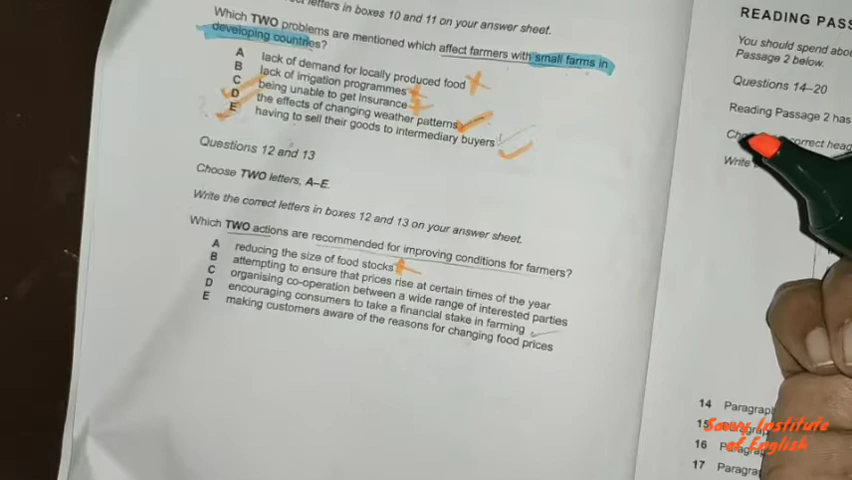 ct letters in boxes 10 and 11 on your answer sheet.
Which TWO problems are mentioned which affect farmers with small farms in
developing countries?
A lack of demand for locally produced food
B lack of irrigation programmes
C being unable to get insurance
D the effects of changing weather patterns
E having to sell their goods to intermediary buyers
Questions 12 and 13
Choose TWO letters, A–E.
Write the correct letters in boxes 12 and 13 on your answer sheet.
Which TWO actions are recommended for improving conditions for farmers?
A reducing the size of food stocks
B attempting to ensure that prices rise at certain times of the year
C organising co-operation between a wide range of interested parties
D encouraging consumers to take a financial stake in farming
E making customers aware of the reasons for changing food prices
READING PASS
You should spend abou
Passage 2 below.
Questions 14–20
Reading Passage 2 has
Cho correct head
Write
14 Paragraph
15 Paragrap
16 Paragra
17 Paragra
Savvy Institute
of English